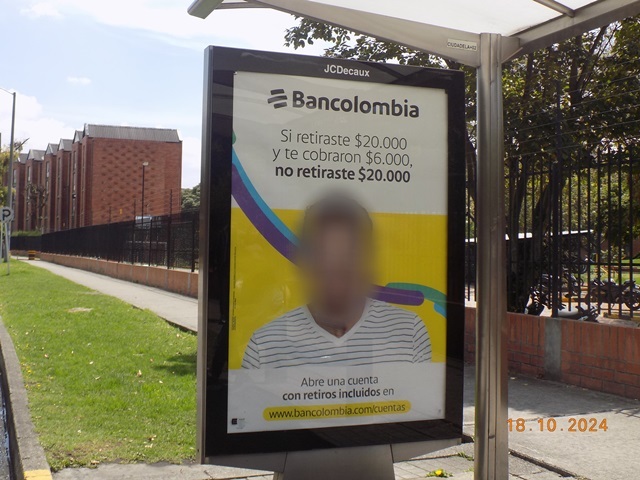 JCDecaux
Bancolombia
Si retiraste $20.000
y te cobraron $6.000,
no retiraste $20.000
Abre una cuenta
con retiros incluidos en
www.bancolombia.com/cuentas
P
18.10.2024